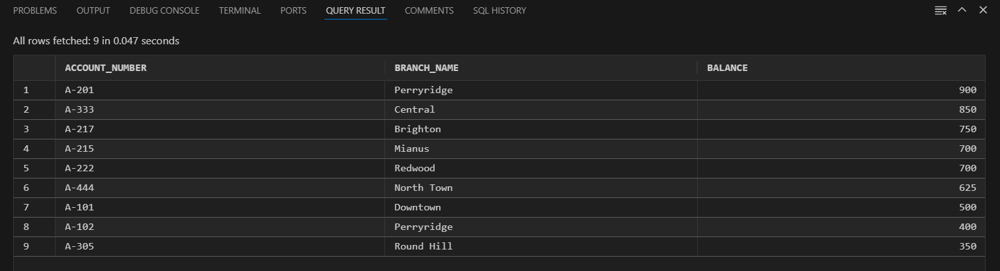 PROBLEMS OUTPUT DEBUG CONSOLE TERMINAL PORTS QUERY RESULT COMMENTS SQL HISTORY
All rows fetched: 9 in 0.047 seconds
ACCOUNT_NUMBER BRANCH_NAME BALANCE
1 A-201 Perryridge 900
2 A-333 Central 850
3 A-217 Brighton 750
4 A-215 Mianus 700
5 A-222 Redwood 700
6 A-444 North Town 625
7 A-101 Downtown 500
8 A-102 Perryridge 400
9 A-305 Round Hill 350